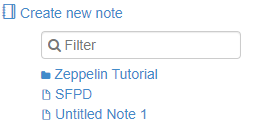 Create new note
Filter
Zeppelin Tutorial
SFPD
Untitled Note 1